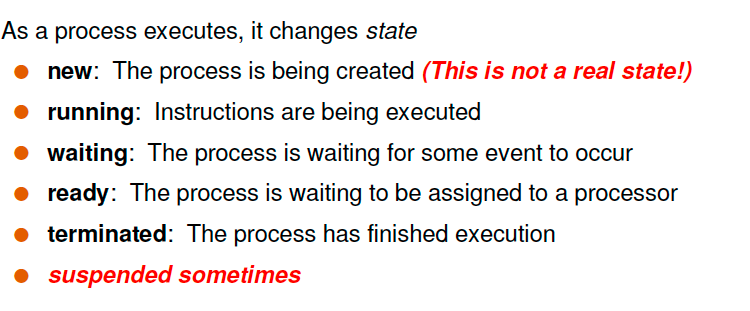 As a process executes, it changes state
● new: The process is being created (This is not a real state!)
● running: Instructions are being executed
● waiting: The process is waiting for some event to occur
● ready: The process is waiting to be assigned to a processor
● terminated: The process has finished execution
● suspended sometimes